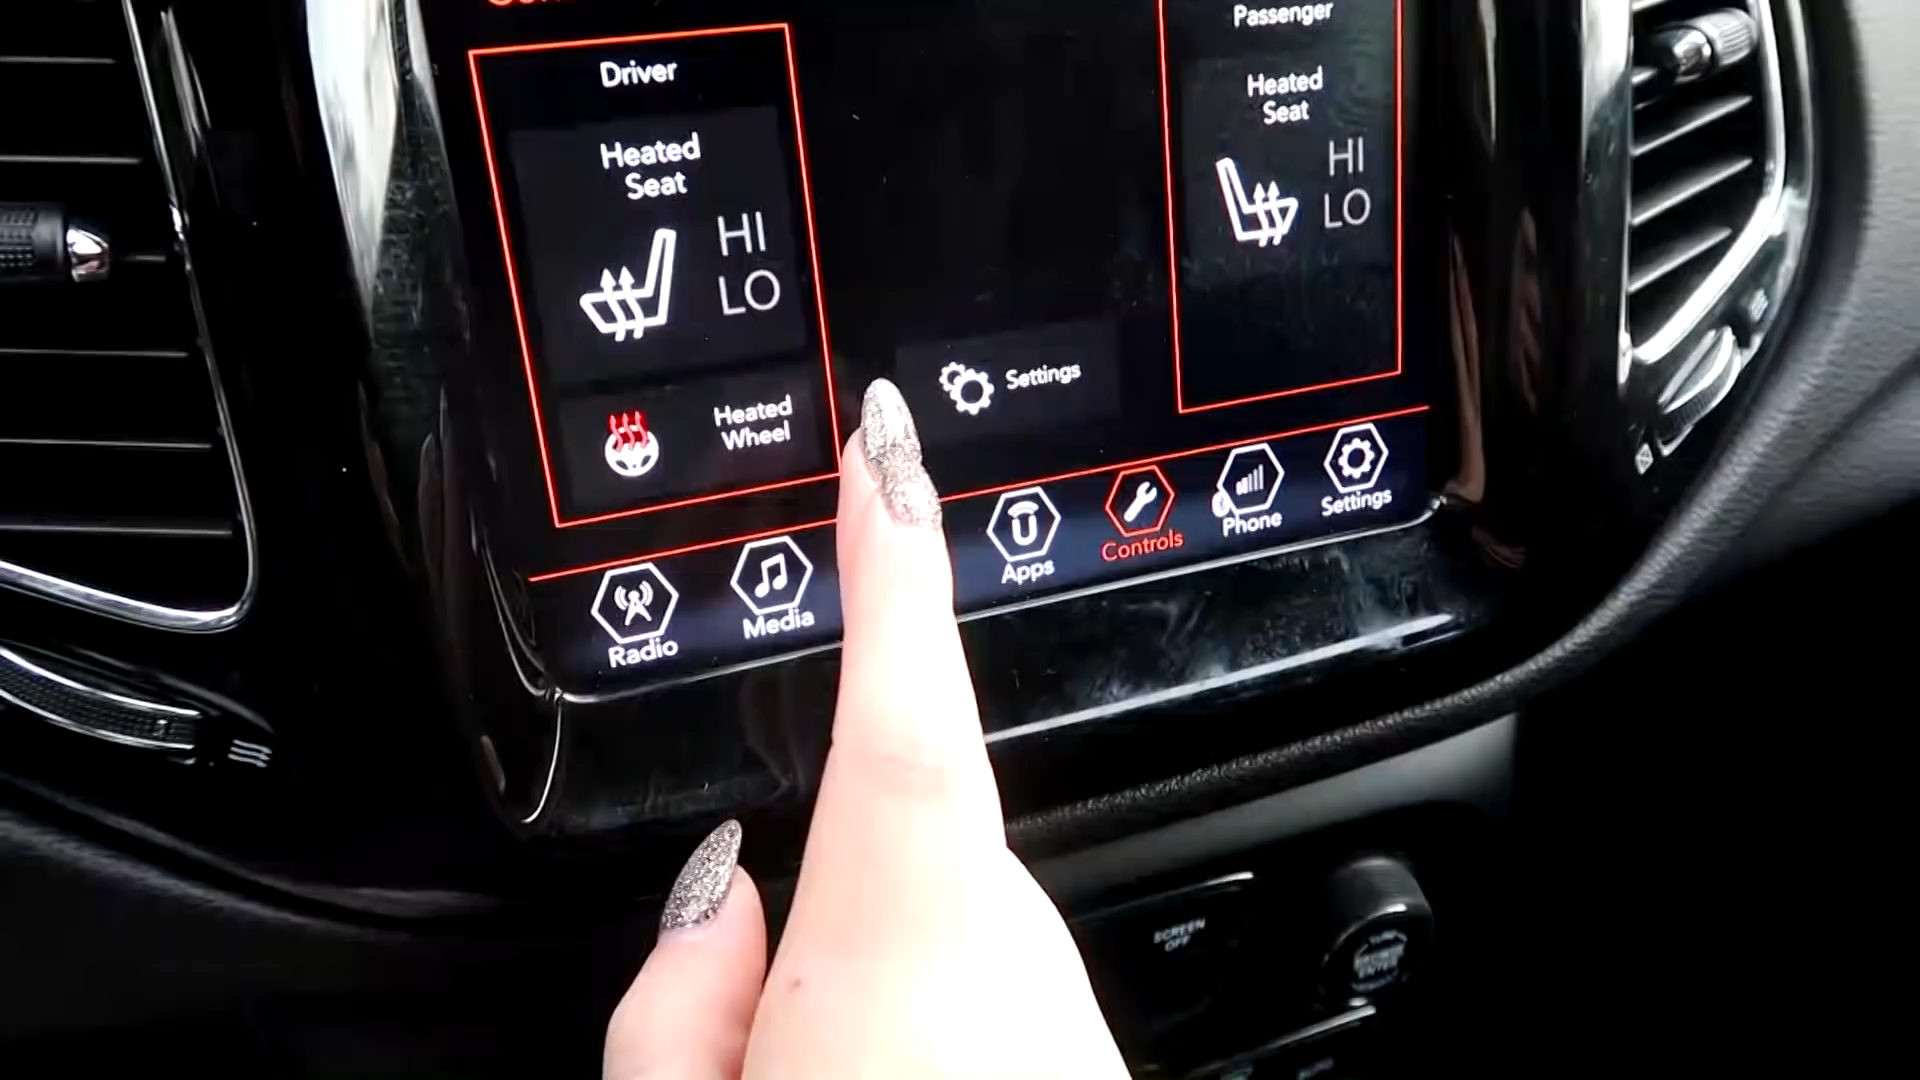 Driver
Heated
Seat
HI
LO
Heated
Wheel
Settings
Passenger
Heated
Seat
HI
LO
Radio
Media
Apps
Controls
Phone
Settings
SCREEN
OFF